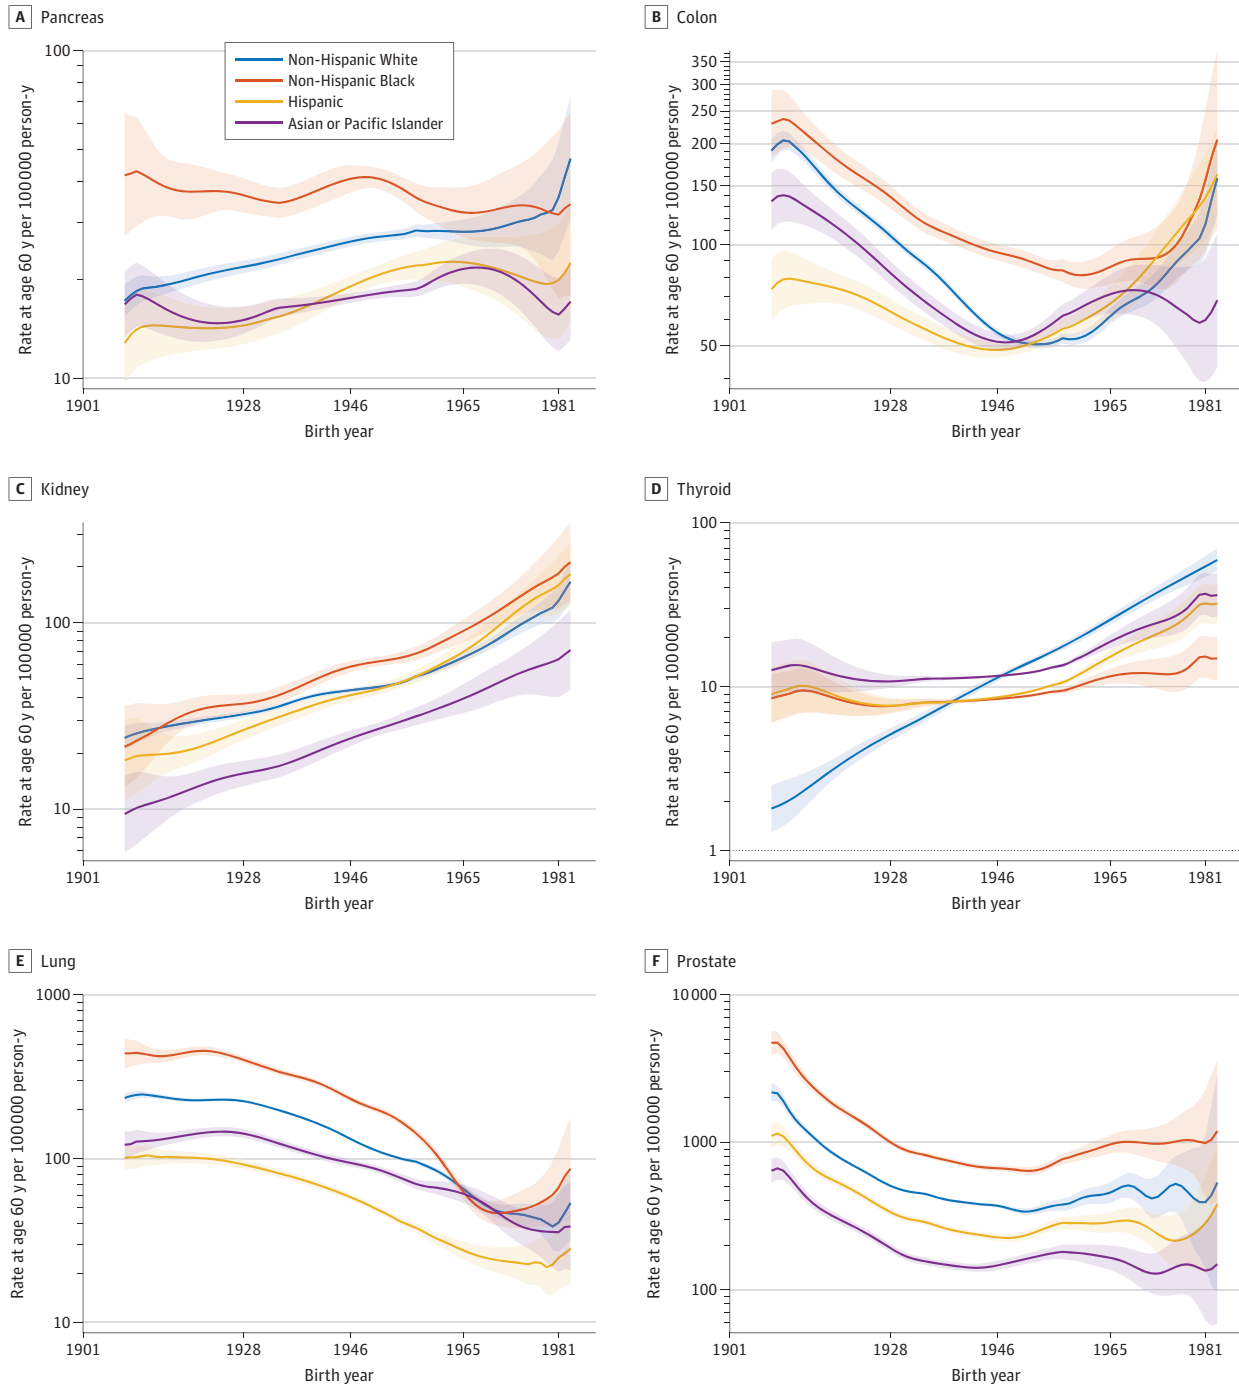 A Pancreas
Rate at age 60 y per 100 000 person-y
100
10
Non-Hispanic White
Non-Hispanic Black
Hispanic
Asian or Pacific Islander
1901 1928 1946 1965 1981
Birth year
B Colon
Rate at age 60 y per 100 000 person-y
350
300
250
200
150
100
50
1901 1928 1946 1965 1981
Birth year
C Kidney
Rate at age 60 y per 100 000 person-y
100
10
1901 1928 1946 1965 1981
Birth year
D Thyroid
Rate at age 60 y per 100 000 person-y
100
10
1
1901 1928 1946 1965 1981
Birth year
E Lung
Rate at age 60 y per 100 000 person-y
1000
100
10
1901 1928 1946 1965 1981
Birth year
F Prostate
Rate at age 60 y per 100 000 person-y
10 000
1000
100
1901 1928 1946 1965 1981
Birth year